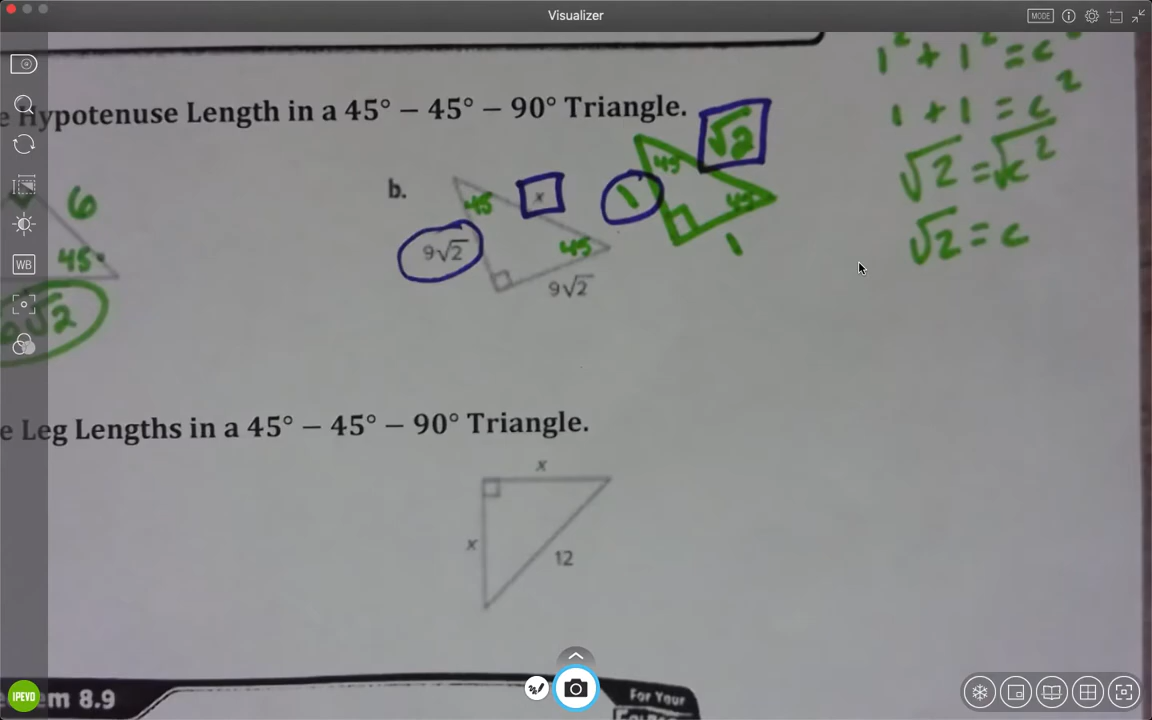 Visualizer
MODE
1² + 1² = c²
e Hypotenuse Length in a 45° − 45° − 90° Triangle.
1 + 1 = c²
√2
45
1
45
1
√2 = √c²
√2 = c
b.
45
x
9√2
45
9√2
6
45°
√2
WB
e Leg Lengths in a 45° − 45° − 90° Triangle.
x
x
12
IPEVO
em 8.9
For Your